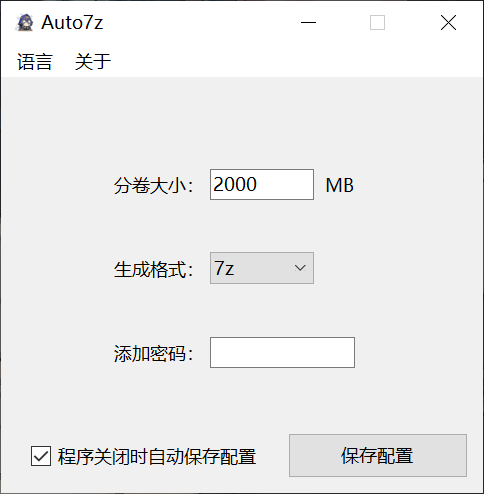 Auto7z
语言 关于
分卷大小： 2000 MB
生成格式： 7z
添加密码：
程序关闭时自动保存配置 保存配置